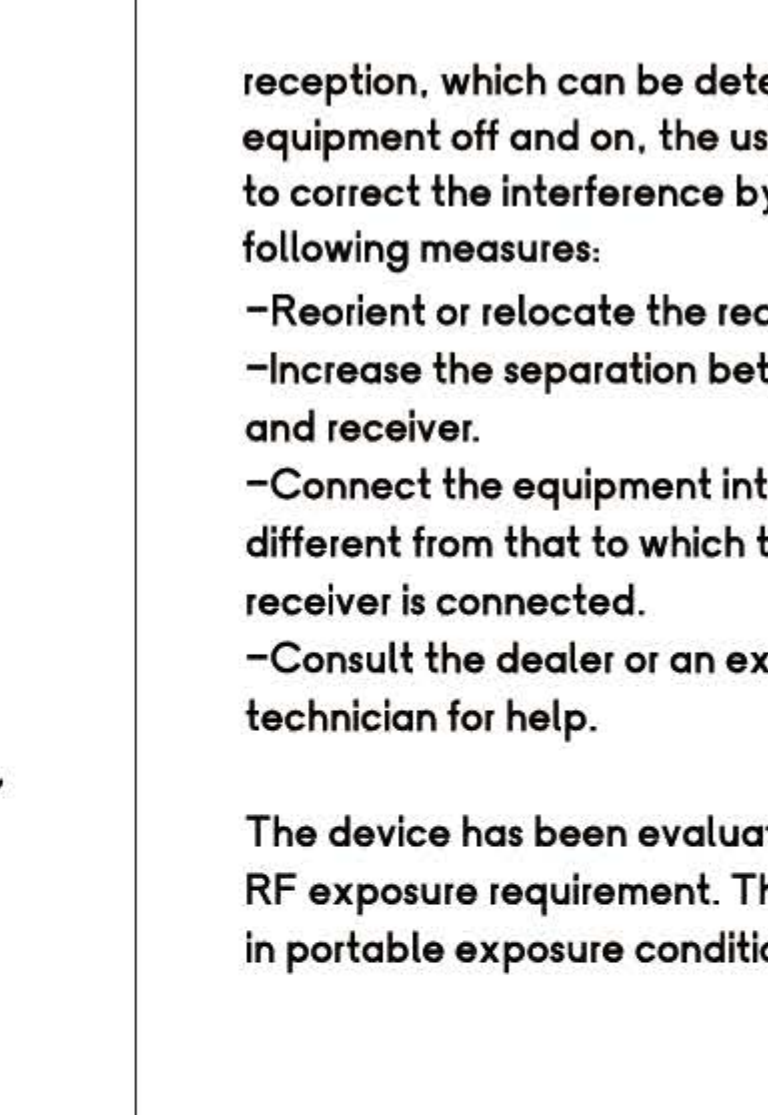 reception, which can be dete
equipment off and on, the us
to correct the interference by
following measures:
-Reorient or relocate the rec
-Increase the separation bet
and receiver.
-Connect the equipment int
different from that to which t
receiver is connected.
-Consult the dealer or an ex
technician for help.
The device has been evaluat
RF exposure requirement. Th
in portable exposure conditio